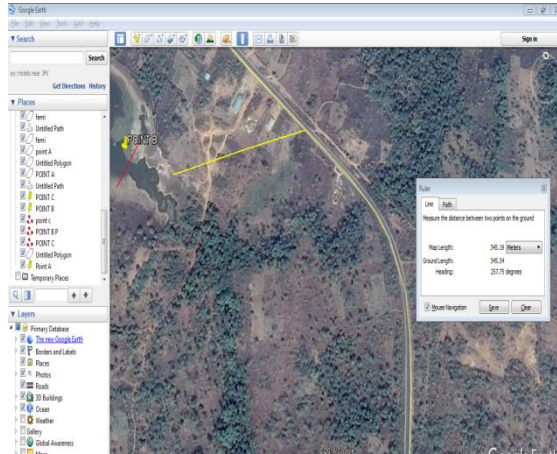 Google Earth
File Edit View Tools Add Help
Search
Sign in
Search
ex: Hotels near JFK
Get Directions History
Places
femi
Untitled Path
femi
point A
Untitled Polygon
POINT A
Untitled Path
POINT C
POINT B
point c
POINT B P
POINT C
Untitled Polygon
Point A
Temporary Places
Layers
Primary Database
The new Google Earth
Borders and Labels
Places
Photos
Roads
3D Buildings
Ocean
Weather
Gallery
Global Awareness
More
POINT B
Ruler
Line Path
Measure the distance between two points on the ground
Map Length: 345.19 Meters
Ground Length: 345.34
Heading: 257.75 degrees
Mouse Navigation Save Clear